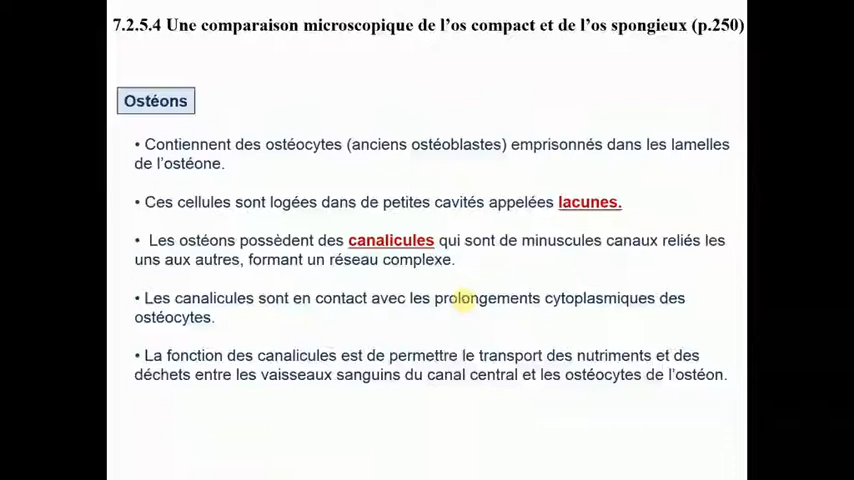 7.2.5.4 Une comparaison microscopique de l'os compact et de l'os spongieux (p.250)
Ostéons
• Contiennent des ostéocytes (anciens ostéoblastes) emprisonnés dans les lamelles
de l'ostéone.
• Ces cellules sont logées dans de petites cavités appelées lacunes.
• Les ostéons possèdent des canalicules qui sont de minuscules canaux reliés les
uns aux autres, formant un réseau complexe.
• Les canalicules sont en contact avec les prolongements cytoplasmiques des
ostéocytes.
• La fonction des canalicules est de permettre le transport des nutriments et des
déchets entre les vaisseaux sanguins du canal central et les ostéocytes de l'ostéon.